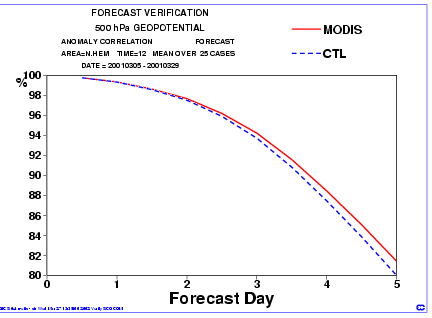 FORECAST VERIFICATION
500 hPa GEOPOTENTIAL
ANOMALY CORRELATION FORECAST
AREA=N.HEM TIME=12 MEAN OVER 25 CASES
DATE = 20010305 - 20010329
MODIS
CTL
%
100
98
96
94
92
90
88
86
84
82
80
0 1 2 3 4 5
Forecast Day